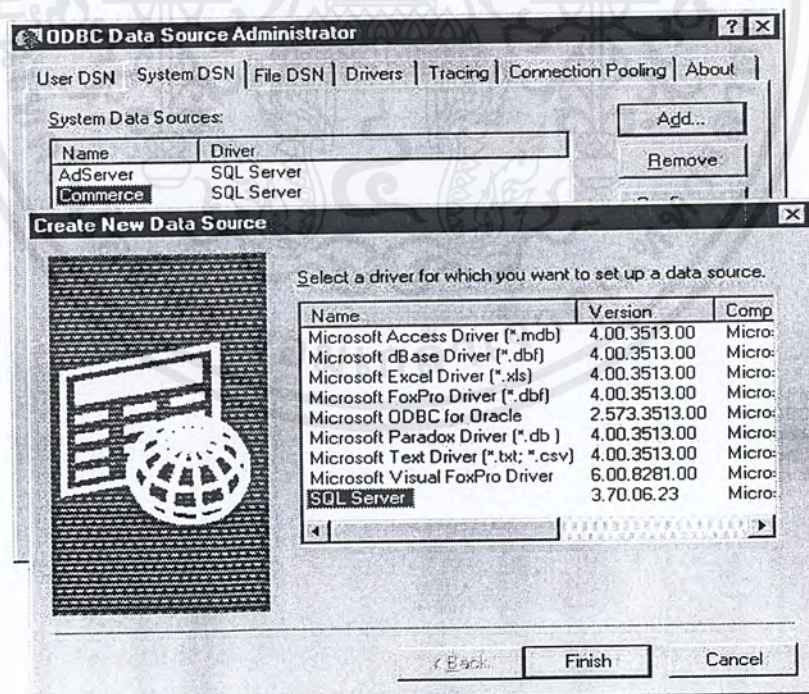 ODBC Data Source Administrator
User DSN System DSN File DSN Drivers Tracing Connection Pooling About
System Data Sources:
Add...
Name Driver
Remove
AdServer SQL Server
Commerce SQL Server
Create New Data Source
Select a driver for which you want to set up a data source.
Name Version Comp
Microsoft Access Driver (*.mdb) 4.00.3513.00 Micro
Microsoft dBase Driver (*.dbf) 4.00.3513.00 Micro
Microsoft Excel Driver (*.xls) 4.00.3513.00 Micro
Microsoft FoxPro Driver (*.dbf) 4.00.3513.00 Micro
Microsoft ODBC for Oracle 2.573.3513.00 Micro
Microsoft Paradox Driver (*.db ) 4.00.3513.00 Micro
Microsoft Text Driver (*.txt; *.csv) 4.00.3513.00 Micro
Microsoft Visual FoxPro Driver 6.00.8281.00 Micro
SQL Server 3.70.06.23 Micro
< Back Finish Cancel